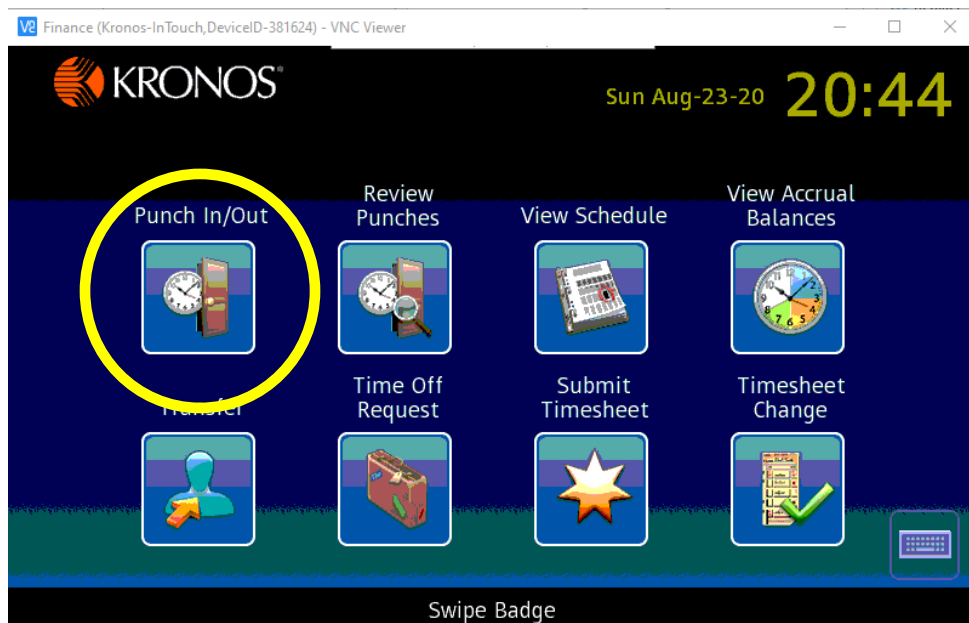 Finance (Kronos-InTouch,DeviceID-381624) - VNC Viewer
KRONOS
Sun Aug-23-20 20:44
Punch In/Out
Review
Punches
View Schedule
View Accrual
Balances
Transfer
Time Off
Request
Submit
Timesheet
Timesheet
Change
Swipe Badge